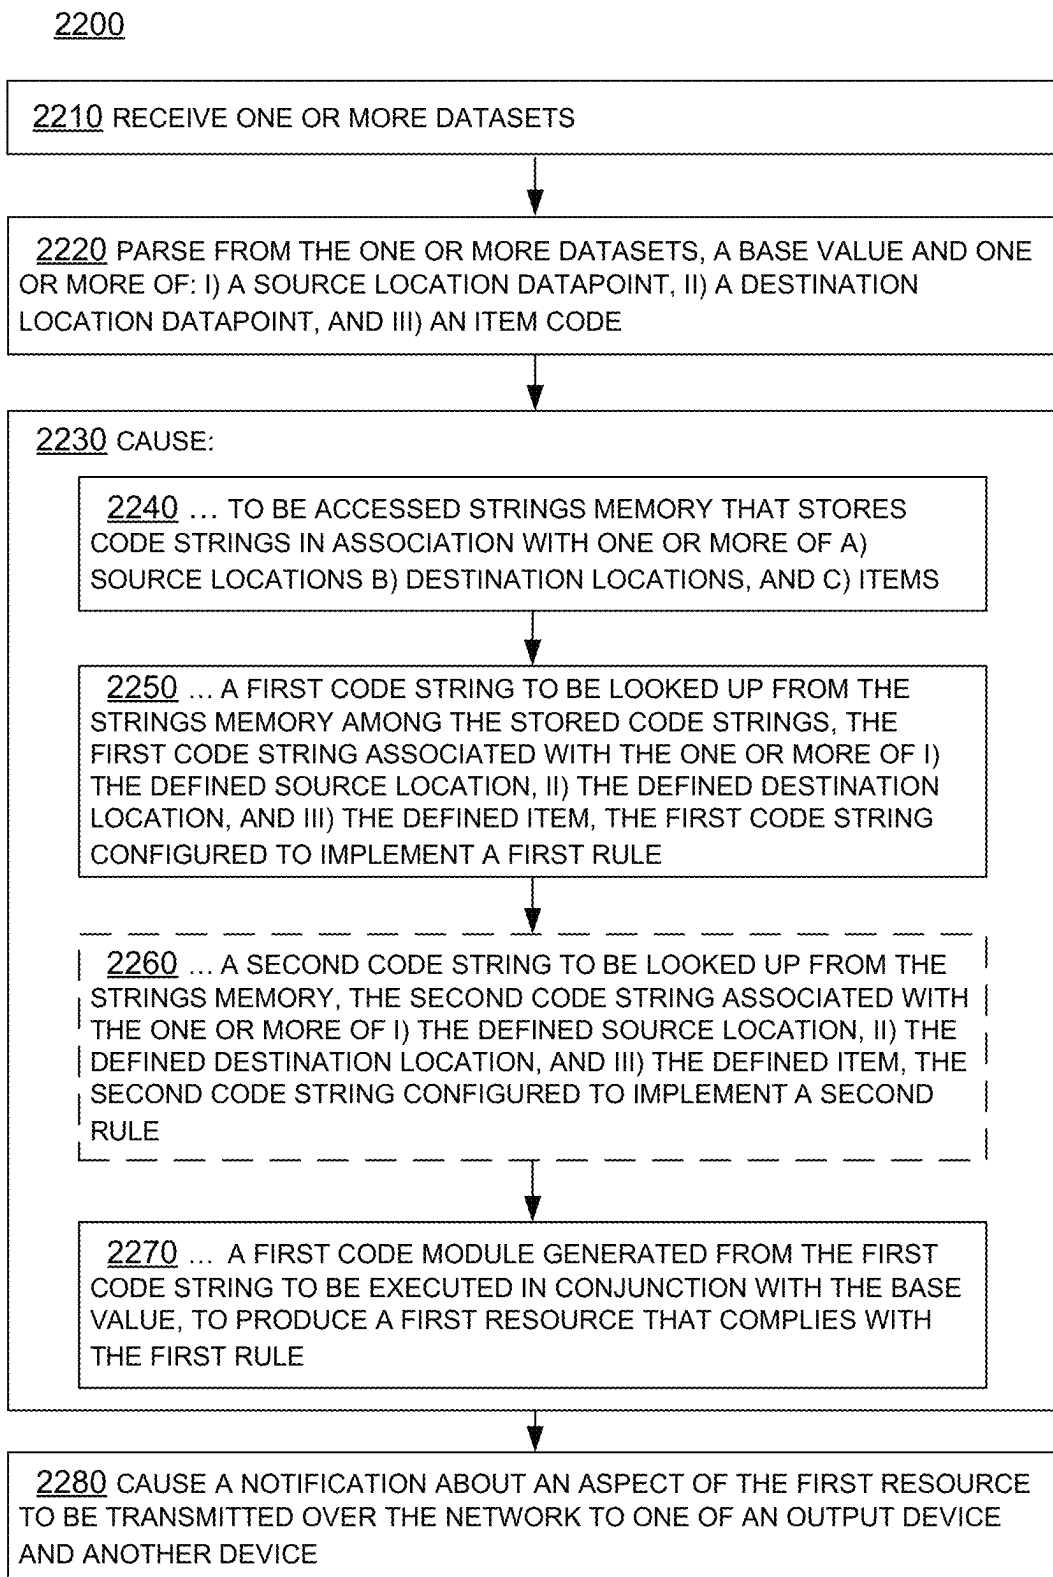 2200
2210 RECEIVE ONE OR MORE DATASETS
2220 PARSE FROM THE ONE OR MORE DATASETS, A BASE VALUE AND ONE
OR MORE OF: I) A SOURCE LOCATION DATAPOINT, II) A DESTINATION
LOCATION DATAPOINT, AND III) AN ITEM CODE
2230 CAUSE:
2240 ... TO BE ACCESSED STRINGS MEMORY THAT STORES
CODE STRINGS IN ASSOCIATION WITH ONE OR MORE OF A)
SOURCE LOCATIONS B) DESTINATION LOCATIONS, AND C) ITEMS
2250 ... A FIRST CODE STRING TO BE LOOKED UP FROM THE
STRINGS MEMORY AMONG THE STORED CODE STRINGS, THE
FIRST CODE STRING ASSOCIATED WITH THE ONE OR MORE OF I)
THE DEFINED SOURCE LOCATION, II) THE DEFINED DESTINATION
LOCATION, AND III) THE DEFINED ITEM, THE FIRST CODE STRING
CONFIGURED TO IMPLEMENT A FIRST RULE
2260 ... A SECOND CODE STRING TO BE LOOKED UP FROM THE
STRINGS MEMORY, THE SECOND CODE STRING ASSOCIATED WITH
THE ONE OR MORE OF I) THE DEFINED SOURCE LOCATION, II) THE
DEFINED DESTINATION LOCATION, AND III) THE DEFINED ITEM, THE
SECOND CODE STRING CONFIGURED TO IMPLEMENT A SECOND
RULE
2270 ... A FIRST CODE MODULE GENERATED FROM THE FIRST
CODE STRING TO BE EXECUTED IN CONJUNCTION WITH THE BASE
VALUE, TO PRODUCE A FIRST RESOURCE THAT COMPLIES WITH
THE FIRST RULE
2280 CAUSE A NOTIFICATION ABOUT AN ASPECT OF THE FIRST RESOURCE
TO BE TRANSMITTED OVER THE NETWORK TO ONE OF AN OUTPUT DEVICE
AND ANOTHER DEVICE